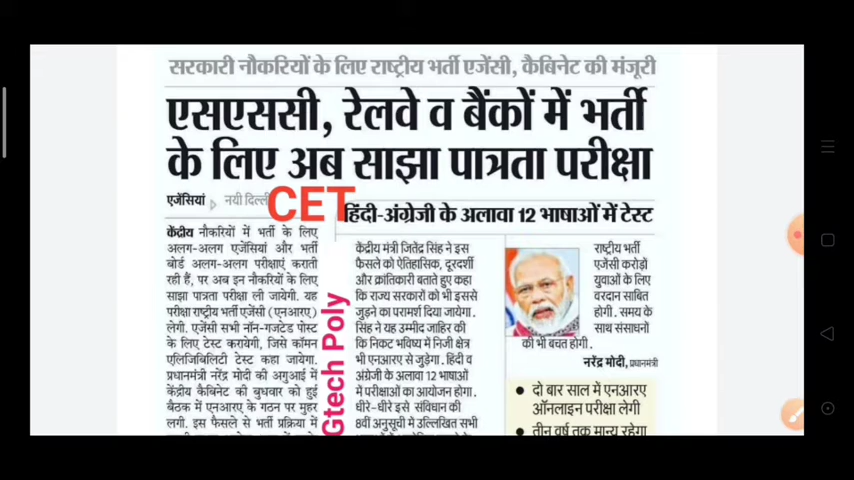 सरकारी नौकरियों के लिए राष्ट्रीय भर्ती एजेंसी, कैबिनेट की मंजूरी
एसएससी, रेलवे व बैंकों में भर्ती
के लिए अब साझा पात्रता परीक्षा
एजेंसियां नयी दिल्ली
CET
हिंदी-अंग्रेजी के अलावा 12 भाषाओं में टेस्ट
केंद्रीय नौकरियों में भर्ती के लिए
अलग-अलग एजेंसियां और भर्ती
बोर्ड अलग-अलग परीक्षाएं कराती
रही हैं, पर अब इन नौकरियों के लिए
साझा पात्रता परीक्षा ली जायेगी. यह
परीक्षा राष्ट्रीय भर्ती एजेंसी (एनआरए)
लेगी. एजेंसी सभी नॉन-गजटेड पोस्ट
के लिए टेस्ट करायेगी, जिसे कॉमन
एलिजिबिलिटी टेस्ट कहा जायेगा.
प्रधानमंत्री नरेंद्र मोदी की अगुआई में
केंद्रीय कैबिनेट की बुधवार को हुई
बैठक में एनआरए के गठन पर मुहर
लगी. इस फैसले से भर्ती प्रक्रिया में
Gtech Poly
केंद्रीय मंत्री जितेंद्र सिंह ने इस
फैसले को ऐतिहासिक, दूरदर्शी
और क्रांतिकारी बताते हुए कहा
कि राज्य सरकारों को भी इससे
जुड़ने का परामर्श दिया जायेगा.
सिंह ने यह उम्मीद जाहिर की
कि निकट भविष्य में निजी क्षेत्र
भी एनआरए से जुड़ेगा. हिंदी व
अंग्रेजी के अलावा 12 भाषाओं
में परीक्षाओं का आयोजन होगा.
धीरे-धीरे इसे संविधान की
8वीं अनुसूची में उल्लिखित सभी
राष्ट्रीय भर्ती
एजेंसी करोड़ों
युवाओं के लिए
वरदान साबित
होगी. समय के
साथ संसाधनों
की भी बचत होगी.
नरेंद्र मोदी, प्रधानमंत्री
दो बार साल में एनआरए
ऑनलाइन परीक्षा लेगी
तीन वर्ष तक मान्य रहेगा